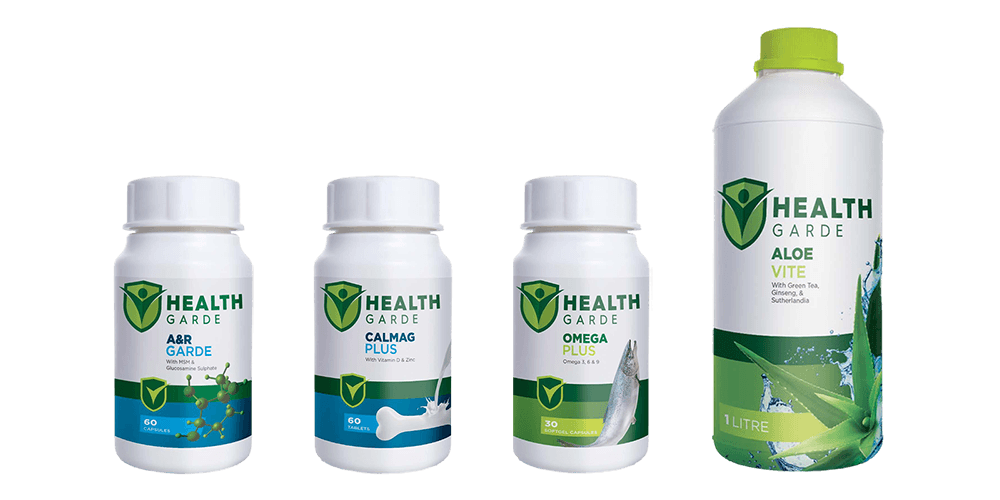 HEALTH
GARDE
A&R
GARDE
With MSM &
Glucosamine Sulphate
60
CAPSULES
HEALTH
GARDE
CALMAG
PLUS
With Vitamin D & Zinc
60
TABLETS
HEALTH
GARDE
OMEGA
PLUS
Omega 3, 6 & 9
30
SOFTGEL CAPSULES
HEALTH
GARDE
ALOE
VITE
With Green Tea,
Ginseng, &
Sutherlandia
1 LITRE